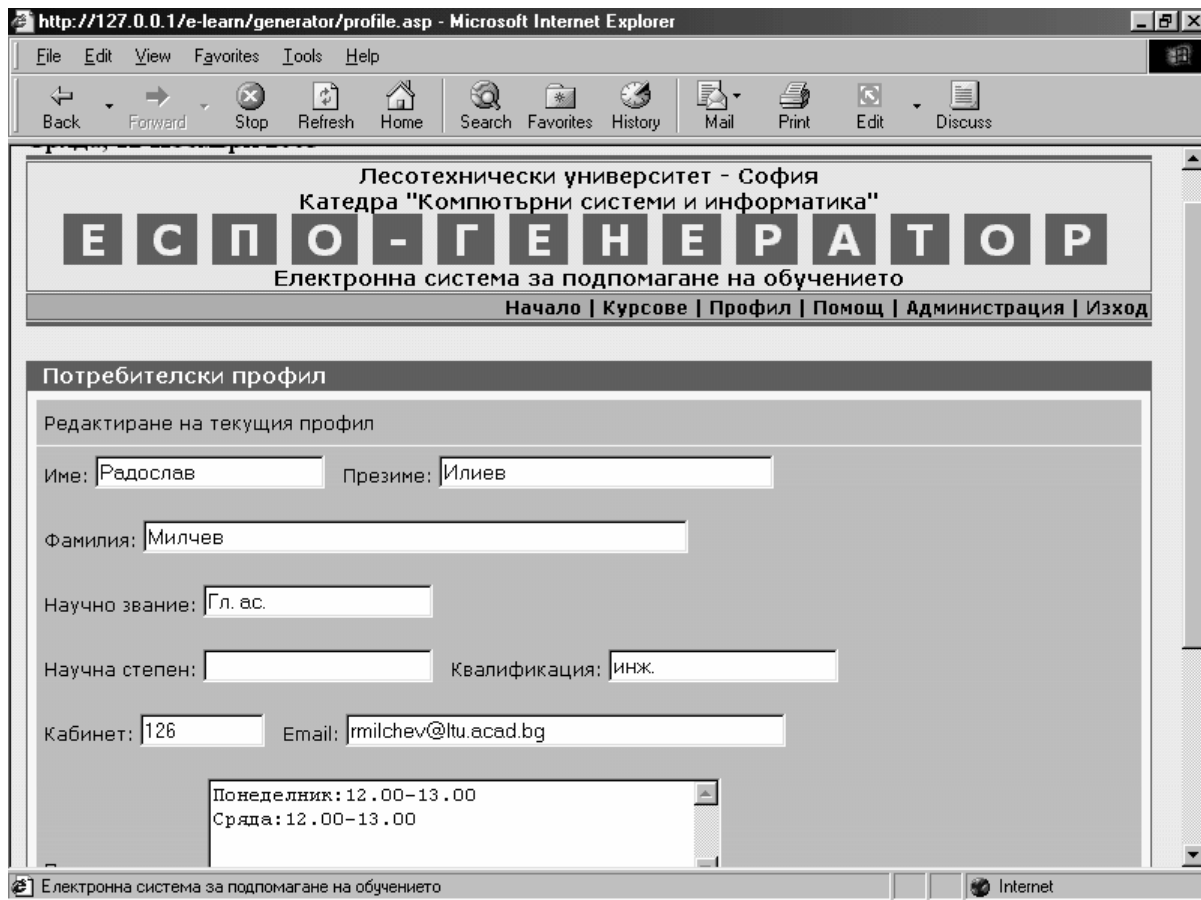 http://127.0.0.1/e-learn/generator/profile.asp - Microsoft Internet Explorer
File Edit View Favorites Tools Help
Back Forward Stop Refresh Home Search Favorites History Mail Print Edit Discuss
Лесотехнически университет - София
Катедра "Компютърни системи и информатика"
ЕСПО-ГЕНЕРАТОР
Електронна система за подпомагане на обучението
Начало | Курсове | Профил | Помощ | Администрация | Изход
Потребителски профил
Редактиране на текущия профил
Име: Радослав Презиме: Илиев
Фамилия: Милчев
Научно звание: Гл. ас.
Научна степен: Квалификация: инж.
Кабинет: 126 Email: rmilchev@ltu.acad.bg
Понеделник:12.00-13.00
Сряда:12.00-13.00
Електронна система за подпомагане на обучението Internet